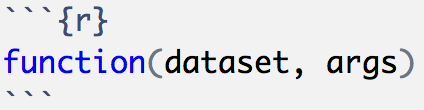 ```{r}
function(dataset, args)
```